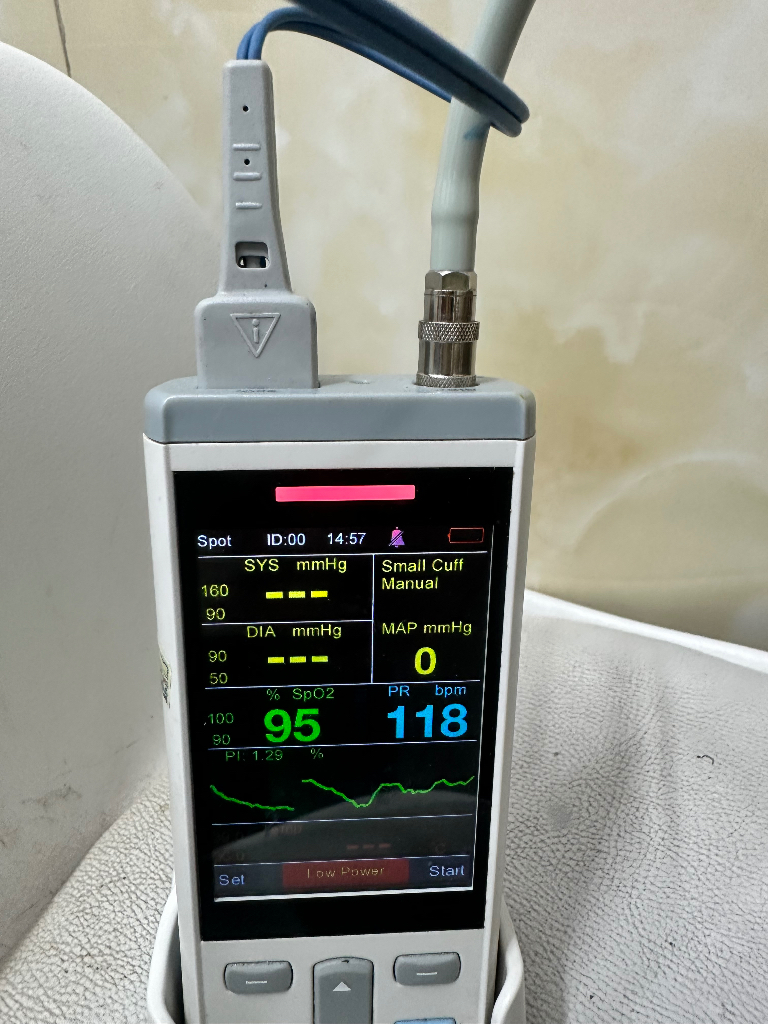 Spot ID:00 14:57
SYS mmHg
160
90
---
Small Cuff
Manual
DIA mmHg
90
50
---
MAP mmHg
0
% SpO2
100
90
95
PR bpm
118
PI: 1.29 %
---
Set Low Power Start